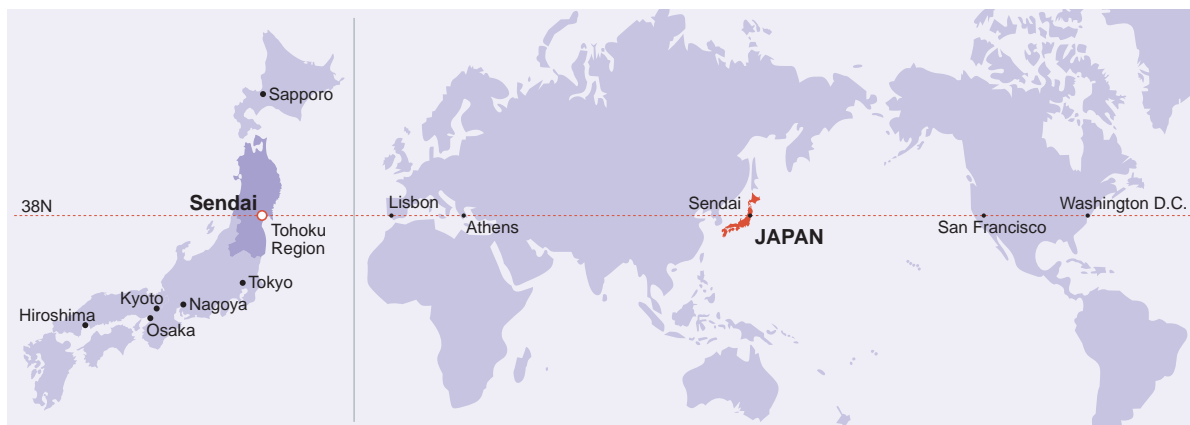 Sapporo
38N
Sendai
Tohoku
Region
Tokyo
Kyoto
Nagoya
Hiroshima
Osaka
Lisbon
Athens
Sendai
JAPAN
San Francisco
Washington D.C.